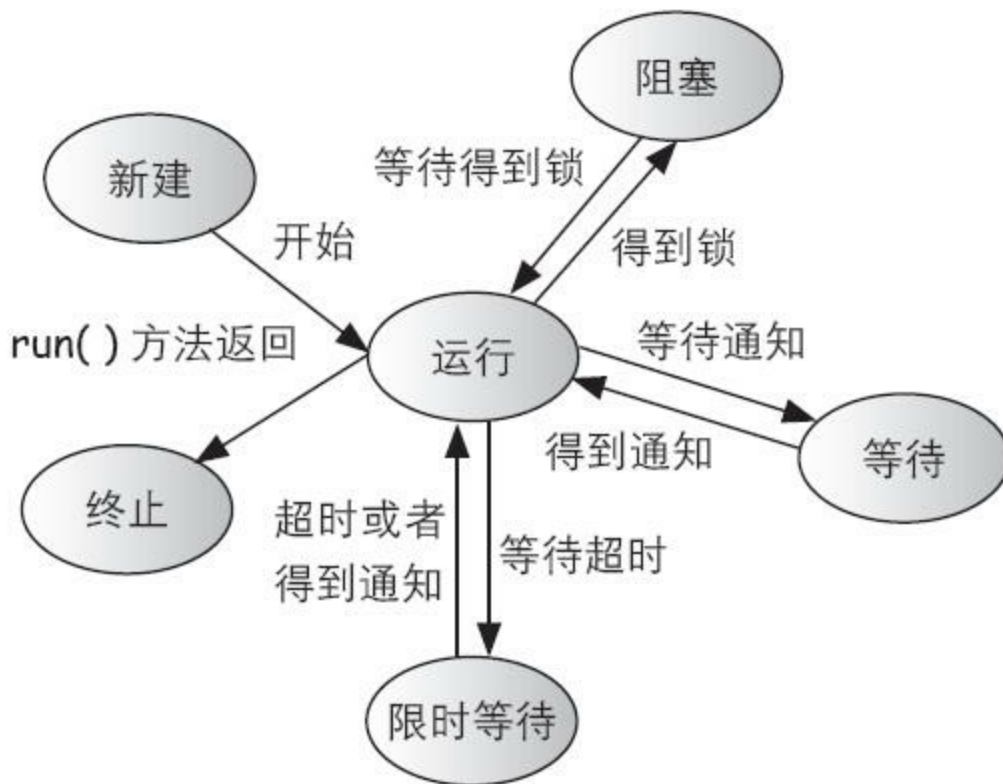 阻塞
新建
等待得到锁
开始
得到锁
run( ) 方法返回
运行
等待通知
得到通知
等待
终止
超时或者
得到通知
等待超时
限时等待